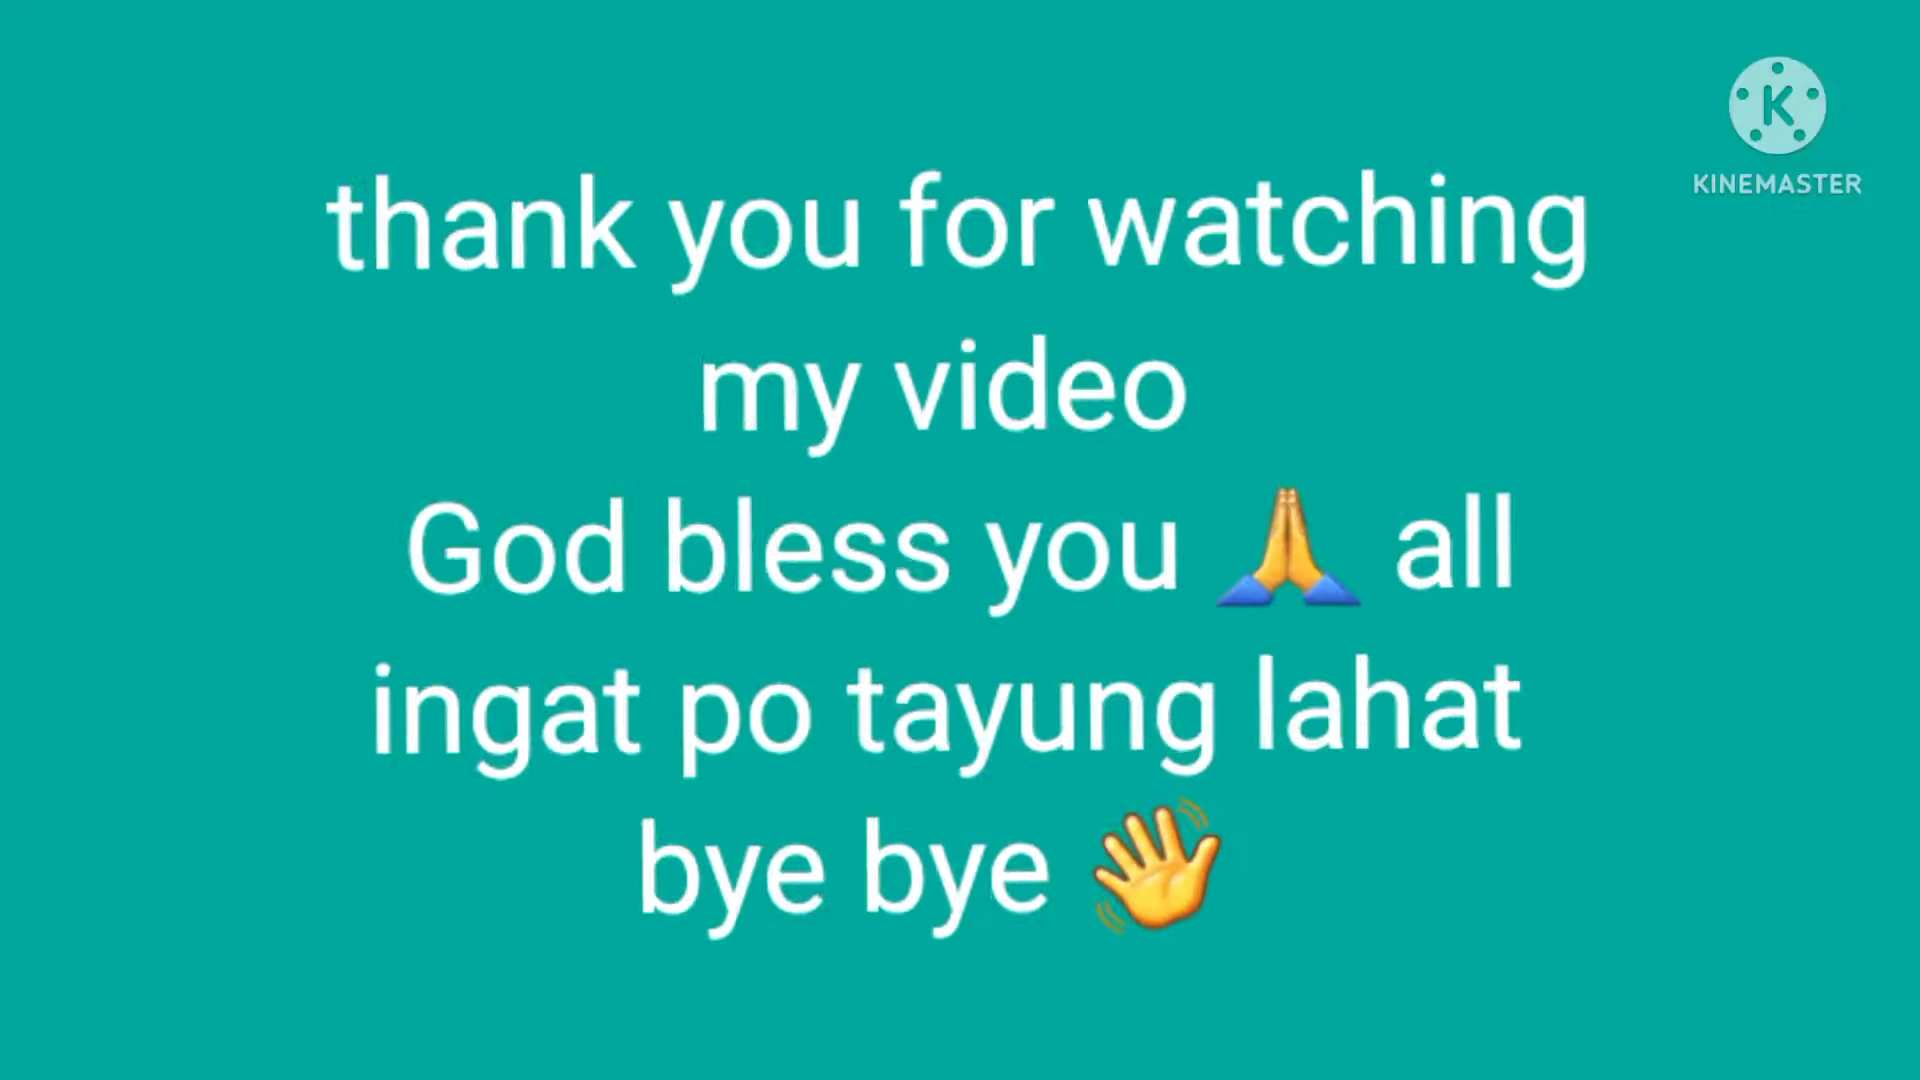 KINEMASTER
thank you for watching
my video
God bless you 🙏 all
ingat po tayung lahat
bye bye 👋